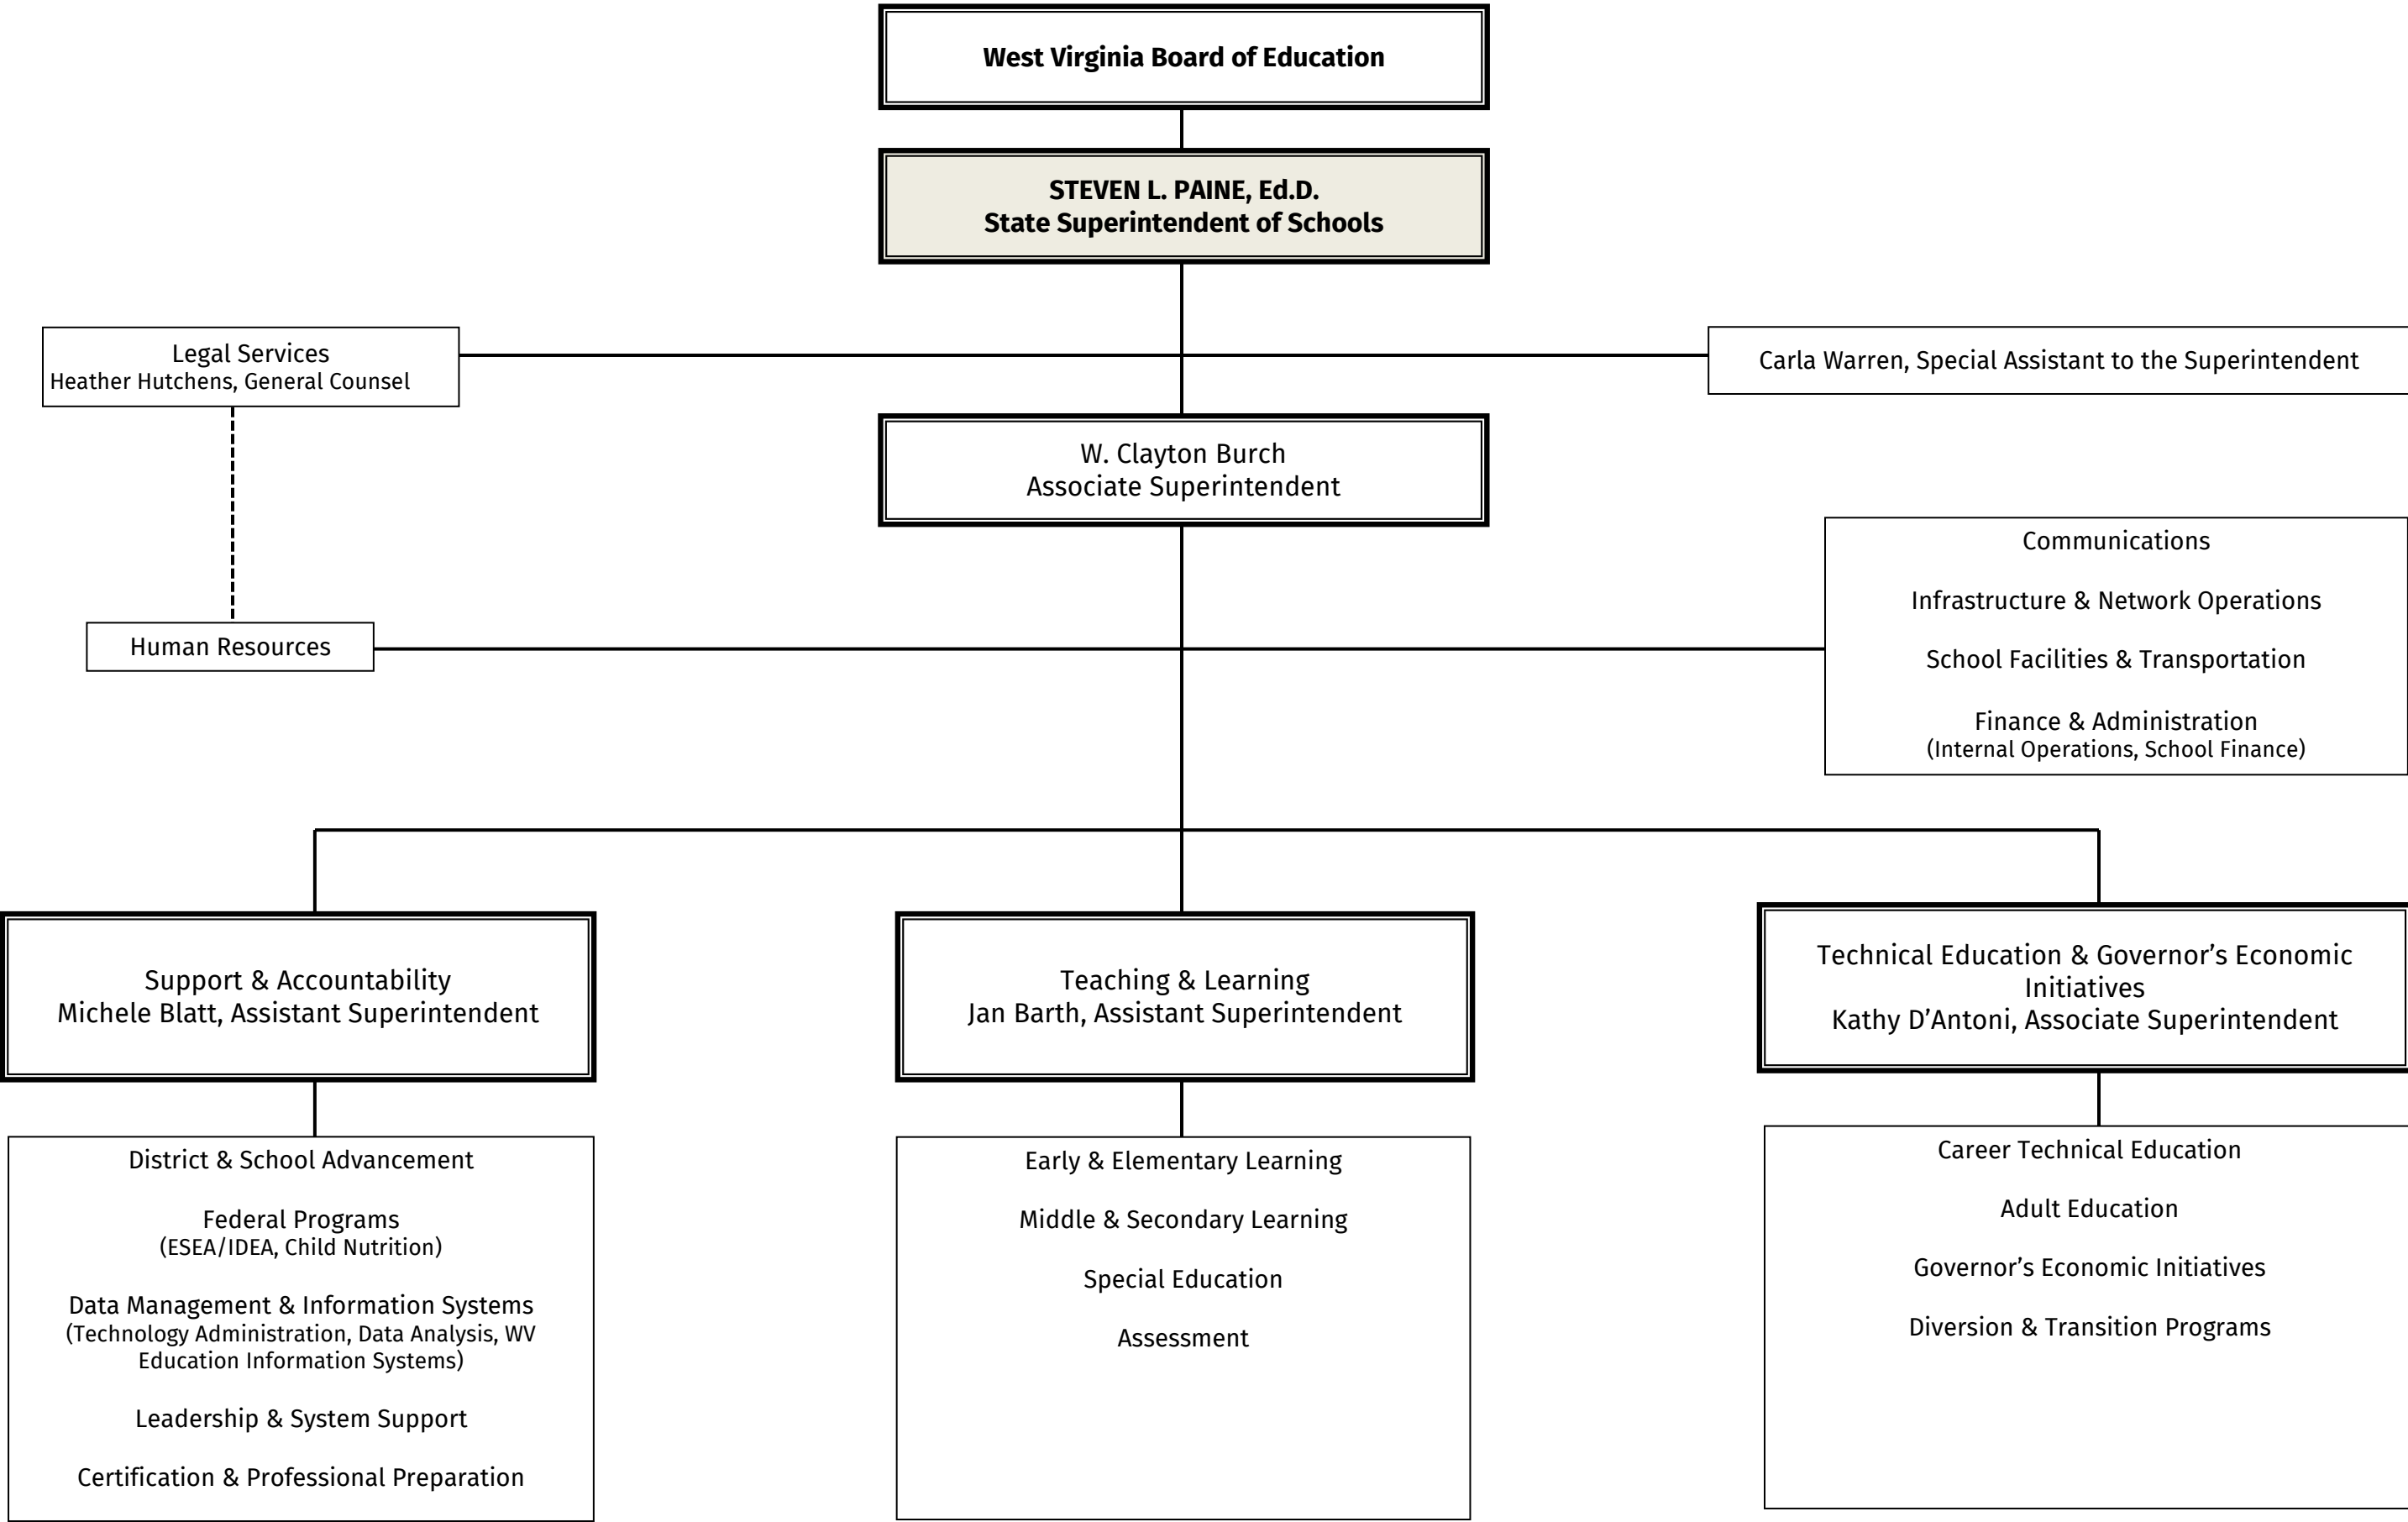 West Virginia Board of Education
STEVEN L. PAINE, Ed.D.
State Superintendent of Schools
Legal Services
Heather Hutchens, General Counsel
Carla Warren, Special Assistant to the Superintendent
W. Clayton Burch
Associate Superintendent
Communications
Infrastructure & Network Operations
School Facilities & Transportation
Finance & Administration
(Internal Operations, School Finance)
Human Resources
Support & Accountability
Michele Blatt, Assistant Superintendent
Teaching & Learning
Jan Barth, Assistant Superintendent
Technical Education & Governor’s Economic
Initiatives
Kathy D’Antoni, Associate Superintendent
District & School Advancement
Federal Programs
(ESEA/IDEA, Child Nutrition)
Data Management & Information Systems
(Technology Administration, Data Analysis, WV
Education Information Systems)
Leadership & System Support
Certification & Professional Preparation
Early & Elementary Learning
Middle & Secondary Learning
Special Education
Assessment
Career Technical Education
Adult Education
Governor’s Economic Initiatives
Diversion & Transition Programs